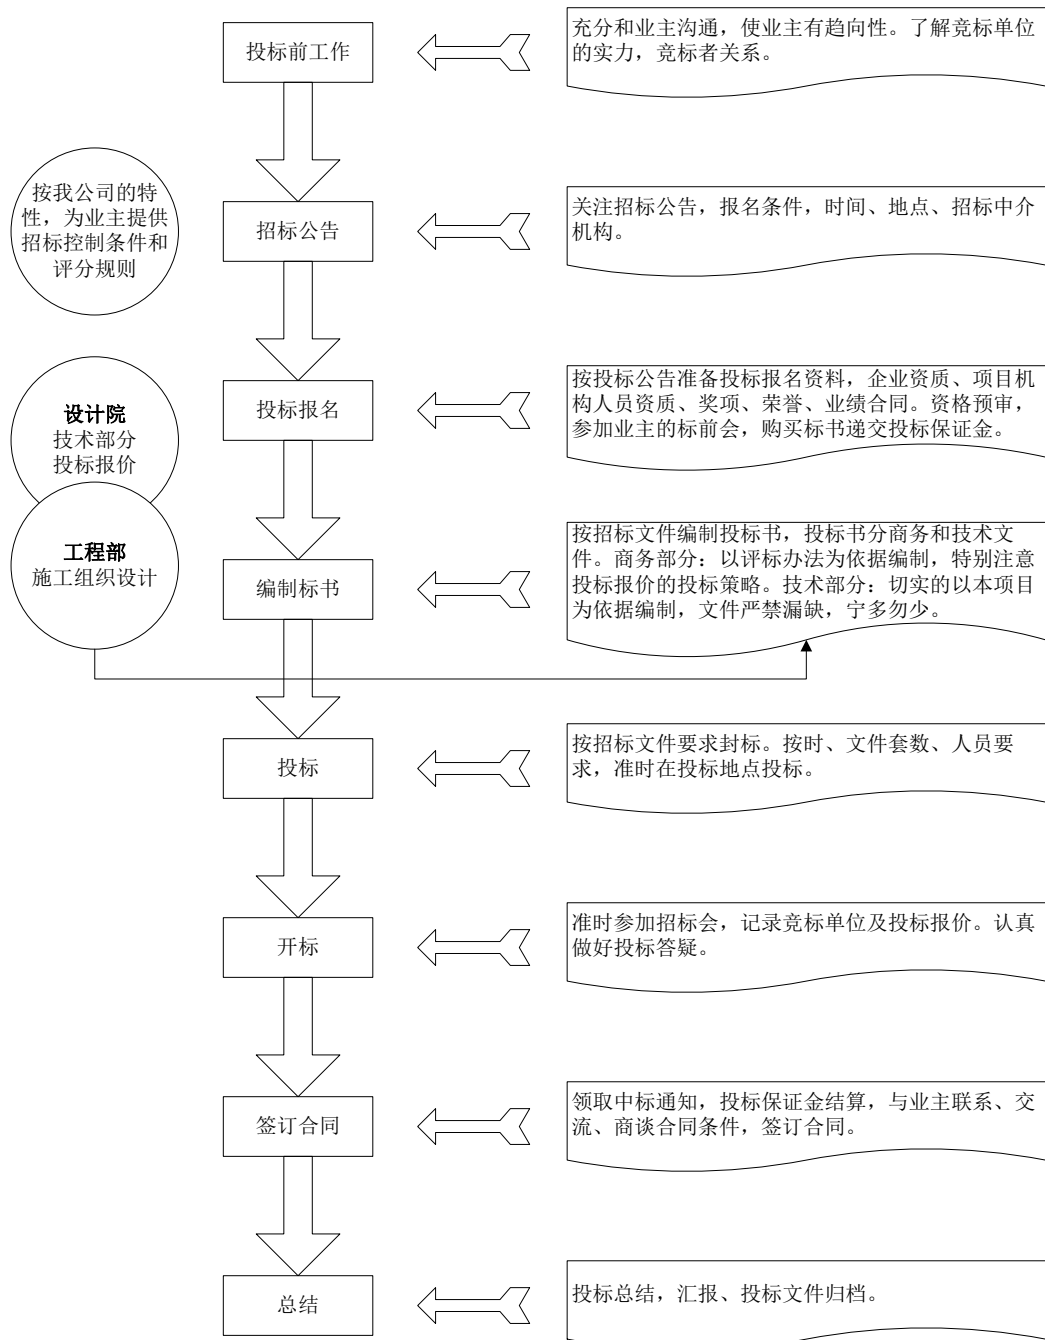 投标前工作
充分和业主沟通，使业主有趋向性。了解竞标单位
的实力，竞标者关系。
按我公司的特
性，为业主提供
招标控制条件和
评分规则
招标公告
关注招标公告，报名条件，时间、地点、招标中介
机构。
设计院
技术部分
投标报价
投标报名
按投标公告准备投标报名资料，企业资质、项目机
构人员资质、奖项、荣誉、业绩合同。资格预审，
参加业主的标前会，购买标书递交投标保证金。
工程部
施工组织设计
编制标书
按招标文件编制投标书，投标书分商务和技术文
件。商务部分：以评标办法为依据编制，特别注意
投标报价的投标策略。技术部分：切实的以本项目
为依据编制，文件严禁漏缺，宁多勿少。
投标
按招标文件要求封标。按时、文件套数、人员要
求，准时在投标地点投标。
开标
准时参加招标会，记录竞标单位及投标报价。认真
做好投标答疑。
签订合同
领取中标通知，投标保证金结算，与业主联系、交
流、商谈合同条件，签订合同。
总结
投标总结，汇报、投标文件归档。